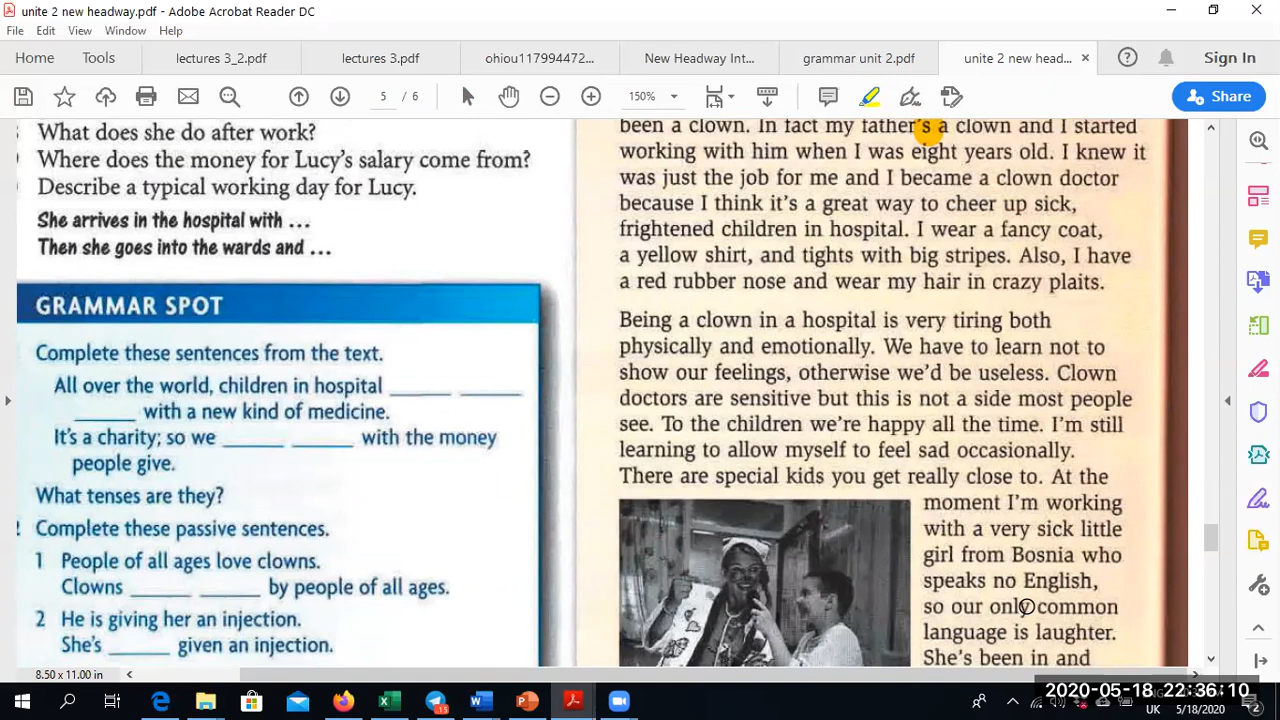 unite 2 new headway.pdf - Adobe Acrobat Reader DC
File Edit View Window Help
Home Tools lectures 3_2.pdf lectures 3.pdf ohio1117994472... New Headway Int... grammar unit 2.pdf unite 2 new head... Sign In
5 / 6 150% Share
What does she do after work?
Where does the money for Lucy's salary come from?
Describe a typical working day for Lucy.
She arrives in the hospital with ...
Then she goes into the wards and ...
GRAMMAR SPOT
Complete these sentences from the text.
All over the world, children in hospital ______ ______
______ with a new kind of medicine.
It's a charity; so we ______ ______ with the money
people give.
What tenses are they?
Complete these passive sentences.
1 People of all ages love clowns.
Clowns ______ ______ by people of all ages.
2 He is giving her an injection.
She's ______ given an injection.
been a clown. In fact my father's a clown and I started
working with him when I was eight years old. I knew it
was just the job for me and I became a clown doctor
because I think it's a great way to cheer up sick,
frightened children in hospital. I wear a fancy coat,
a yellow shirt, and tights with big stripes. Also, I have
a red rubber nose and wear my hair in crazy plaits.
Being a clown in a hospital is very tiring both
physically and emotionally. We have to learn not to
show our feelings, otherwise we'd be useless. Clown
doctors are sensitive but this is not a side most people
see. To the children we're happy all the time. I'm still
learning to allow myself to feel sad occasionally.
There are special kids you get really close to. At the
moment I'm working
with a very sick little
girl from Bosnia who
speaks no English,
so our only common
language is laughter.
She's been in and
8.50 x 11.00 in
2020-05-18 22:36:10
UK 5/18/2020